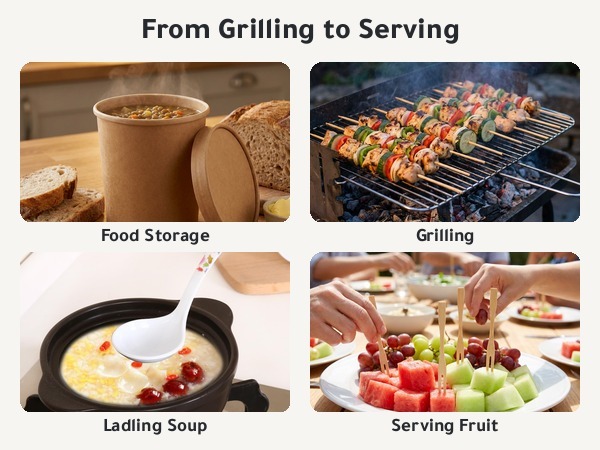 From Grilling to Serving
Food Storage
Grilling
Ladling Soup
Serving Fruit